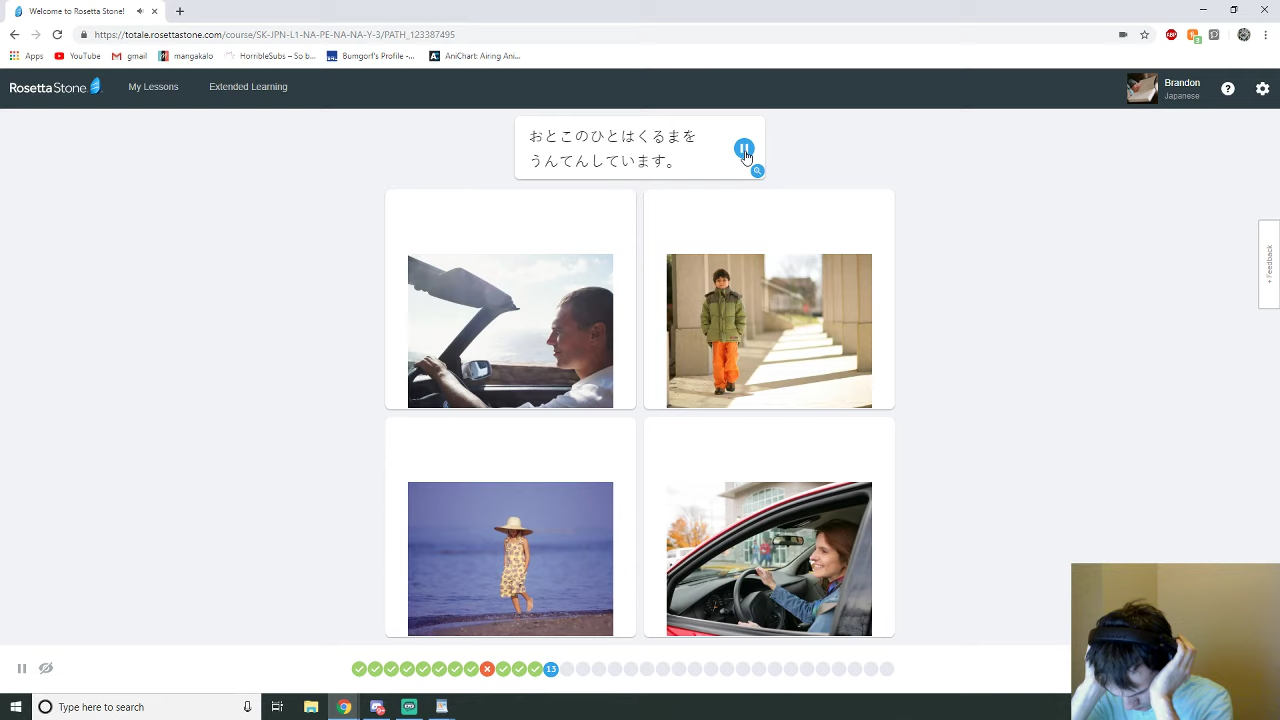 Welcome to Rosetta Stone!
https://totale.rosettastone.com/course/SK-JPN-L1-NA-PE-NA-NA-Y-3/PATH_123387495
Apps
YouTube
gmail
mangakalo
HorribleSubs – So b...
Bumgorf's Profile -...
AniChart: Airing Ani...
RosettaStone
My Lessons
Extended Learning
Brandon
Japanese
おとこのひとはくるまを
うんてんしています。
+ Feedback
13
Type here to search